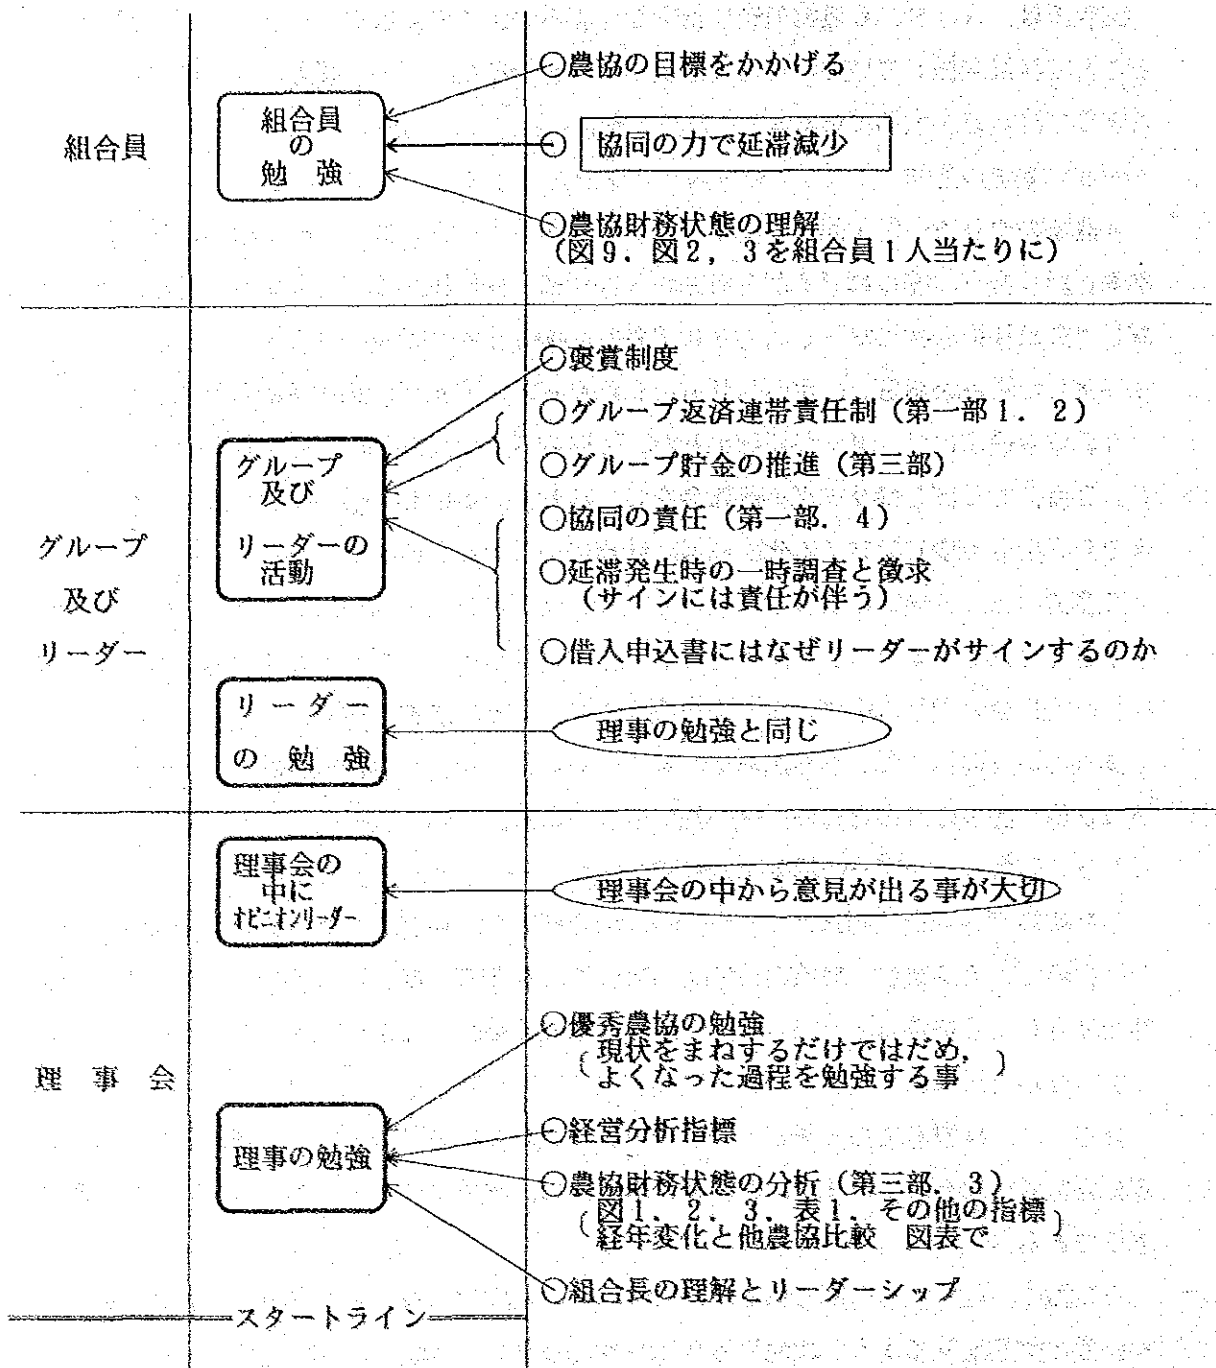 組合員
組合員
の
勉　強
○農協の目標をかかげる
○ 協同の力で延滞減少
○農協財務状態の理解
（図9．図2，3を組合員1人当たりに）
グループ
及び
リーダー
グループ
及び
リーダーの
活動
○褒賞制度
○グループ返済連帯責任制（第一部1．2）
○グループ貯金の推進（第三部）
○協同の責任（第一部．4）
○延滞発生時の一時調査と徴求
（サインには責任が伴う）
○借入申込書にはなぜリーダーがサインするのか
リ－ダ－
の　勉　強
理事の勉強と同じ
理　事　会
理事会の
中に
ｵﾋﾟﾆｵﾝﾘｰﾀﾞｰ
理事会の中から意見が出る事が大切
理事の勉強
○優秀農協の勉強
（現状をまねするだけではだめ．
よくなった過程を勉強する事）
○経営分析指標
○農協財務状態の分析（第三部．3）
（図1．2．3．表1．その他の指標
経年変化と他農協比較　図表で）
○組合長の理解とリーダーシップ
スタートライン